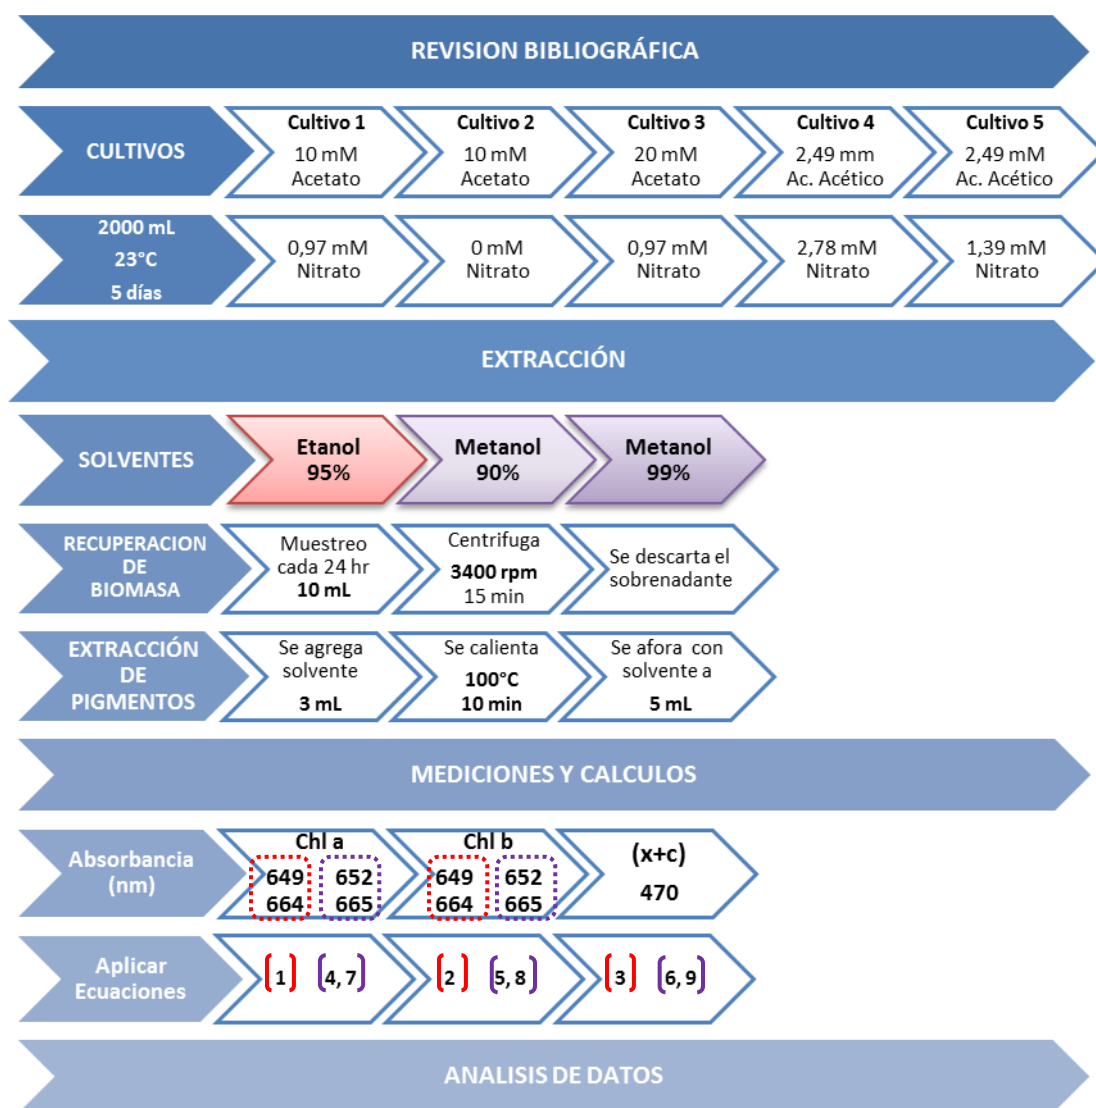 REVISION BIBLIOGRÁFICA
CULTIVOS
Cultivo 1
10 mM
Acetato
Cultivo 2
10 mM
Acetato
Cultivo 3
20 mM
Acetato
Cultivo 4
2,49 mm
Ac. Acético
Cultivo 5
2,49 mM
Ac. Acético
2000 mL
23°C
5 días
0,97 mM
Nitrato
0 mM
Nitrato
0,97 mM
Nitrato
2,78 mM
Nitrato
1,39 mM
Nitrato
EXTRACCIÓN
SOLVENTES
Etanol
95%
Metanol
90%
Metanol
99%
RECUPERACION
DE
BIOMASA
Muestreo
cada 24 hr
10 mL
Centrifuga
3400 rpm
15 min
Se descarta el
sobrenadante
EXTRACCIÓN
DE
PIGMENTOS
Se agrega
solvente
3 mL
Se calienta
100°C
10 min
Se afora con
solvente a
5 mL
MEDICIONES Y CALCULOS
Absorbancia
(nm)
Chl a
649 652
664 665
Chl b
649 652
664 665
(x+c)
470
Aplicar
Ecuaciones
[1] [4, 7]
[2] [5, 8]
[3] [6, 9]
ANALISIS DE DATOS